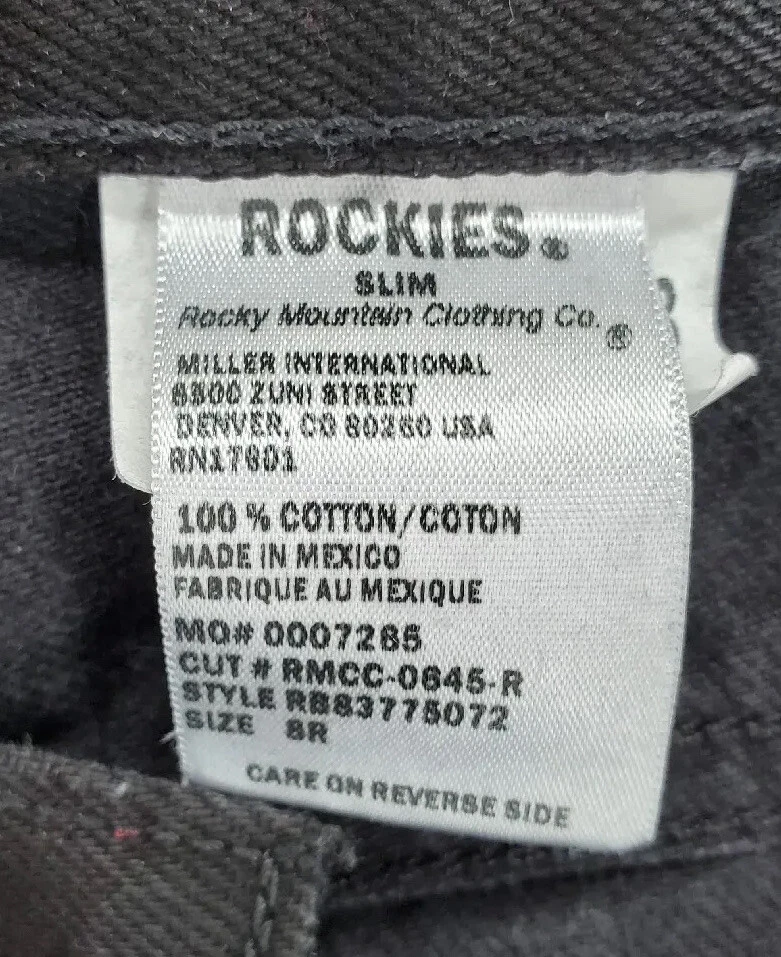 ROCKIES®
SLIM
Rocky Mountain Clothing Co.®
MILLER INTERNATIONAL
8500 ZUNI STREET
DENVER, CO 80260 USA
RN17601
100 % COTTON/COTON
MADE IN MEXICO
FABRIQUE AU MEXIQUE
MO# 0007285
CUT # RMCC-0645-R
STYLE RB83775072
SIZE 8R
CARE ON REVERSE SIDE